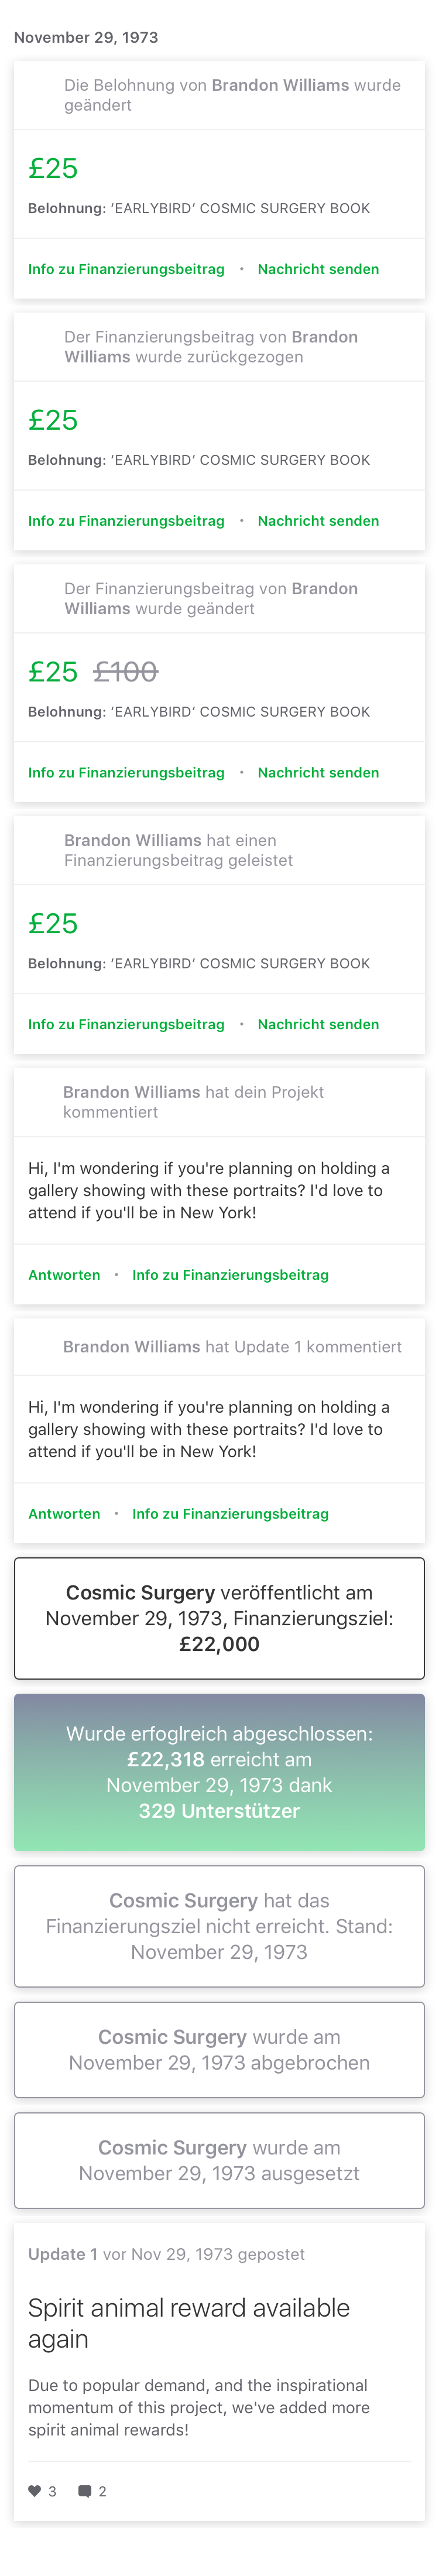 November 29, 1973
Die Belohnung von Brandon Williams wurde
geändert
£25
Belohnung: ‘EARLYBIRD’ COSMIC SURGERY BOOK
Info zu Finanzierungsbeitrag • Nachricht senden
Der Finanzierungsbeitrag von Brandon
Williams wurde zurückgezogen
£25
Belohnung: ‘EARLYBIRD’ COSMIC SURGERY BOOK
Info zu Finanzierungsbeitrag • Nachricht senden
Der Finanzierungsbeitrag von Brandon
Williams wurde geändert
£25 £100
Belohnung: ‘EARLYBIRD’ COSMIC SURGERY BOOK
Info zu Finanzierungsbeitrag • Nachricht senden
Brandon Williams hat einen
Finanzierungsbeitrag geleistet
£25
Belohnung: ‘EARLYBIRD’ COSMIC SURGERY BOOK
Info zu Finanzierungsbeitrag • Nachricht senden
Brandon Williams hat dein Projekt
kommentiert
Hi, I'm wondering if you're planning on holding a
gallery showing with these portraits? I'd love to
attend if you'll be in New York!
Antworten • Info zu Finanzierungsbeitrag
Brandon Williams hat Update 1 kommentiert
Hi, I'm wondering if you're planning on holding a
gallery showing with these portraits? I'd love to
attend if you'll be in New York!
Antworten • Info zu Finanzierungsbeitrag
Cosmic Surgery veröffentlicht am
November 29, 1973, Finanzierungsziel:
£22,000
Wurde erfoglreich abgeschlossen:
£22,318 erreicht am
November 29, 1973 dank
329 Unterstützer
Cosmic Surgery hat das
Finanzierungsziel nicht erreicht. Stand:
November 29, 1973
Cosmic Surgery wurde am
November 29, 1973 abgebrochen
Cosmic Surgery wurde am
November 29, 1973 ausgesetzt
Update 1 vor Nov 29, 1973 gepostet
Spirit animal reward available
again
Due to popular demand, and the inspirational
momentum of this project, we've added more
spirit animal rewards!
3 2